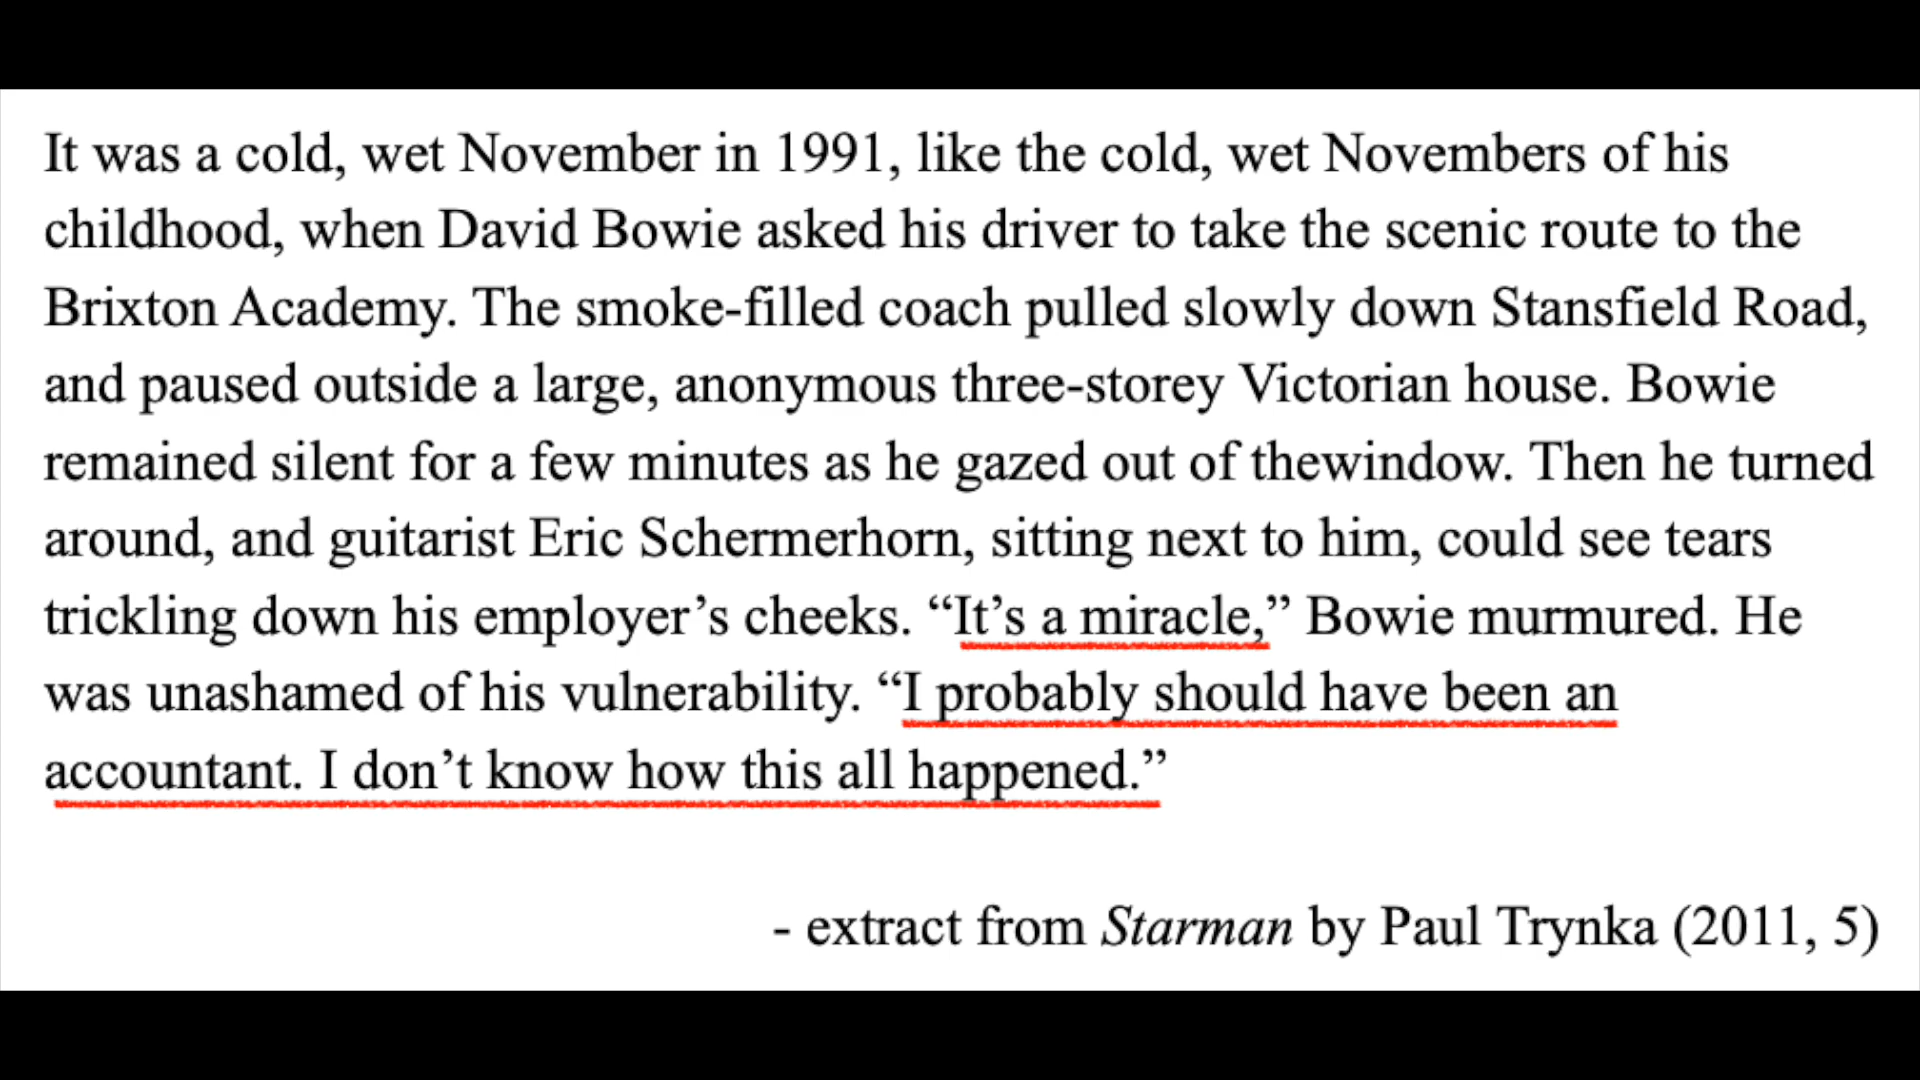 It was a cold, wet November in 1991, like the cold, wet Novembers of his
childhood, when David Bowie asked his driver to take the scenic route to the
Brixton Academy. The smoke-filled coach pulled slowly down Stansfield Road,
and paused outside a large, anonymous three-storey Victorian house. Bowie
remained silent for a few minutes as he gazed out of thewindow. Then he turned
around, and guitarist Eric Schermerhorn, sitting next to him, could see tears
trickling down his employer’s cheeks. “It’s a miracle,” Bowie murmured. He
was unashamed of his vulnerability. “I probably should have been an
accountant. I don’t know how this all happened.”
- extract from Starman by Paul Trynka (2011, 5)